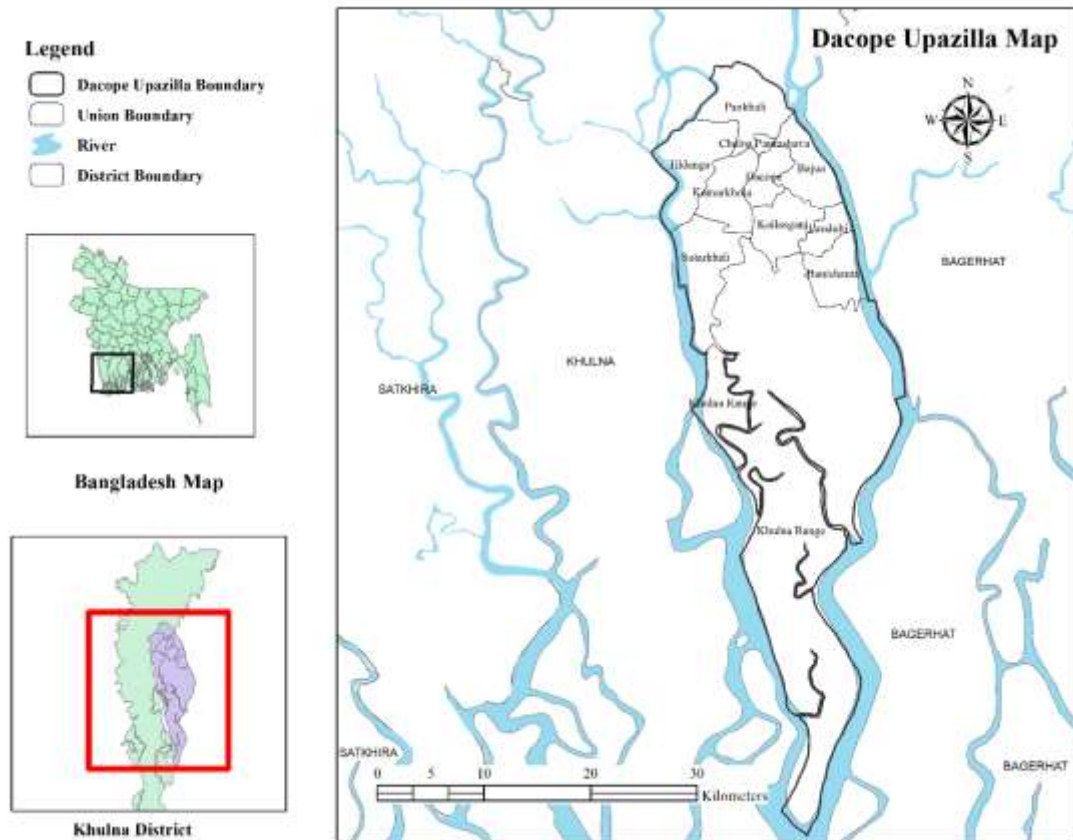 Legend
Dacope Upazilla Boundary
Union Boundary
River
District Boundary
Bangladesh Map
Khulna District
Dacope Upazilla Map
N
W E
S
Pankhali
Chalna
Bajua
Dacope
Kamarkhola
Kailasganj
Sutarkhali
Banishanta
BAGERHAT
KHULNA
SATKHIRA
Khulna Range
Khulna Range
BAGERHAT
SATKHIRA
BAGERHAT
0 5 10 20 30
Kilometers